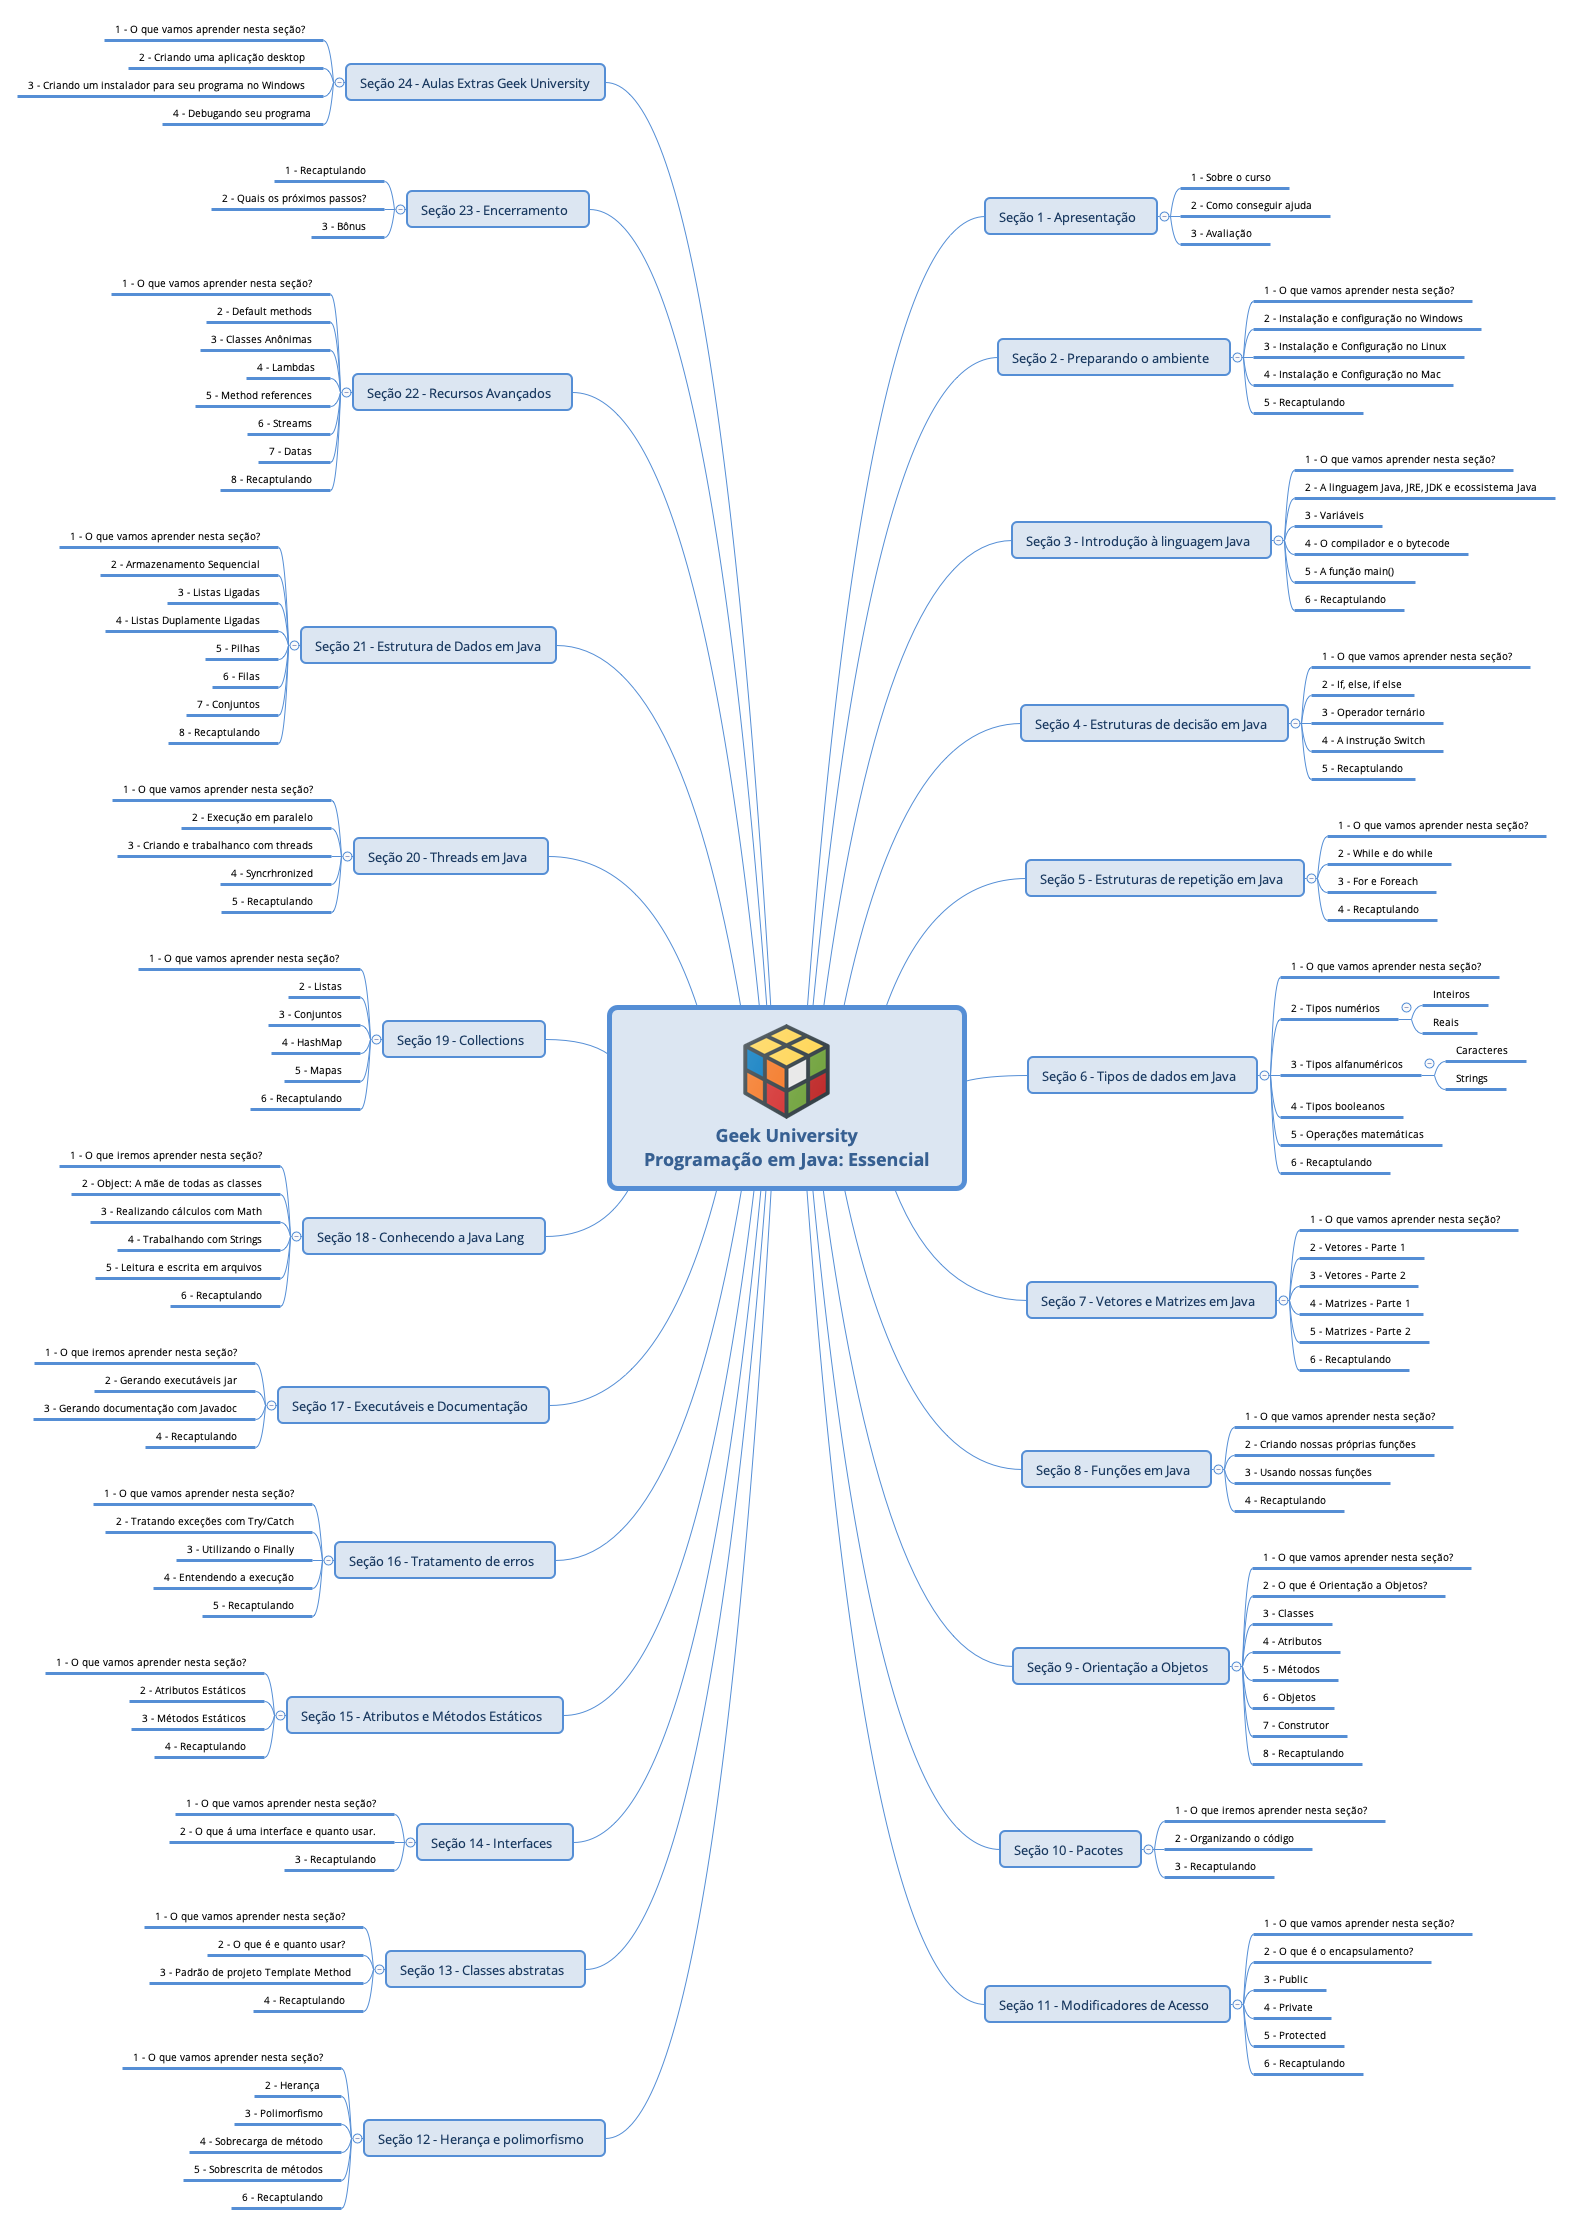 Geek University
Programação em Java: Essencial
Seção 1 - Apresentação
1 - Sobre o curso
2 - Como conseguir ajuda
3 - Avaliação
Seção 2 - Preparando o ambiente
1 - O que vamos aprender nesta seção?
2 - Instalação e configuração no Windows
3 - Instalação e Configuração no Linux
4 - Instalação e Configuração no Mac
5 - Recaptulando
Seção 3 - Introdução à linguagem Java
1 - O que vamos aprender nesta seção?
2 - A linguagem Java, JRE, JDK e ecossistema Java
3 - Variáveis
4 - O compilador e o bytecode
5 - A função main()
6 - Recaptulando
Seção 4 - Estruturas de decisão em Java
1 - O que vamos aprender nesta seção?
2 - If, else, if else
3 - Operador ternário
4 - A instrução Switch
5 - Recaptulando
Seção 5 - Estruturas de repetição em Java
1 - O que vamos aprender nesta seção?
2 - While e do while
3 - For e Foreach
4 - Recaptulando
Seção 6 - Tipos de dados em Java
1 - O que vamos aprender nesta seção?
2 - Tipos numérios
Inteiros
Reais
3 - Tipos alfanuméricos
Caracteres
Strings
4 - Tipos booleanos
5 - Operações matemáticas
6 - Recaptulando
Seção 7 - Vetores e Matrizes em Java
1 - O que vamos aprender nesta seção?
2 - Vetores - Parte 1
3 - Vetores - Parte 2
4 - Matrizes - Parte 1
5 - Matrizes - Parte 2
6 - Recaptulando
Seção 8 - Funções em Java
1 - O que vamos aprender nesta seção?
2 - Criando nossas próprias funções
3 - Usando nossas funções
4 - Recaptulando
Seção 9 - Orientação a Objetos
1 - O que vamos aprender nesta seção?
2 - O que é Orientação a Objetos?
3 - Classes
4 - Atributos
5 - Métodos
6 - Objetos
7 - Construtor
8 - Recaptulando
Seção 10 - Pacotes
1 - O que iremos aprender nesta seção?
2 - Organizando o código
3 - Recaptulando
Seção 11 - Modificadores de Acesso
1 - O que vamos aprender nesta seção?
2 - O que é o encapsulamento?
3 - Public
4 - Private
5 - Protected
6 - Recaptulando
Seção 12 - Herança e polimorfismo
1 - O que vamos aprender nesta seção?
2 - Herança
3 - Polimorfismo
4 - Sobrecarga de método
5 - Sobrescrita de métodos
6 - Recaptulando
Seção 13 - Classes abstratas
1 - O que vamos aprender nesta seção?
2 - O que é e quanto usar?
3 - Padrão de projeto Template Method
4 - Recaptulando
Seção 14 - Interfaces
1 - O que vamos aprender nesta seção?
2 - O que á uma interface e quanto usar.
3 - Recaptulando
Seção 15 - Atributos e Métodos Estáticos
1 - O que vamos aprender nesta seção?
2 - Atributos Estáticos
3 - Métodos Estáticos
4 - Recaptulando
Seção 16 - Tratamento de erros
1 - O que vamos aprender nesta seção?
2 - Tratando exceções com Try/Catch
3 - Utilizando o Finally
4 - Entendendo a execução
5 - Recaptulando
Seção 17 - Executáveis e Documentação
1 - O que iremos aprender nesta seção?
2 - Gerando executáveis jar
3 - Gerando documentação com Javadoc
4 - Recaptulando
Seção 18 - Conhecendo a Java Lang
1 - O que iremos aprender nesta seção?
2 - Object: A mãe de todas as classes
3 - Realizando cálculos com Math
4 - Trabalhando com Strings
5 - Leitura e escrita em arquivos
6 - Recaptulando
Seção 19 - Collections
1 - O que vamos aprender nesta seção?
2 - Listas
3 - Conjuntos
4 - HashMap
5 - Mapas
6 - Recaptulando
Seção 20 - Threads em Java
1 - O que vamos aprender nesta seção?
2 - Execução em paralelo
3 - Criando e trabalhanco com threads
4 - Syncrhronized
5 - Recaptulando
Seção 21 - Estrutura de Dados em Java
1 - O que vamos aprender nesta seção?
2 - Armazenamento Sequencial
3 - Listas Ligadas
4 - Listas Duplamente Ligadas
5 - Pilhas
6 - Filas
7 - Conjuntos
8 - Recaptulando
Seção 22 - Recursos Avançados
1 - O que vamos aprender nesta seção?
2 - Default methods
3 - Classes Anônimas
4 - Lambdas
5 - Method references
6 - Streams
7 - Datas
8 - Recaptulando
Seção 23 - Encerramento
1 - Recaptulando
2 - Quais os próximos passos?
3 - Bônus
Seção 24 - Aulas Extras Geek University
1 - O que vamos aprender nesta seção?
2 - Criando uma aplicação desktop
3 - Criando um instalador para seu programa no Windows
4 - Debugando seu programa